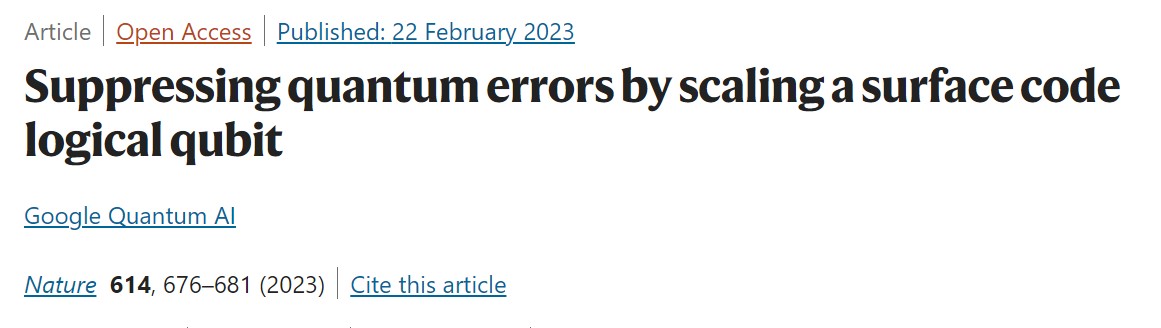 Article | Open Access | Published: 22 February 2023
Suppressing quantum errors by scaling a surface code
logical qubit
Google Quantum AI
Nature 614, 676–681 (2023) | Cite this article